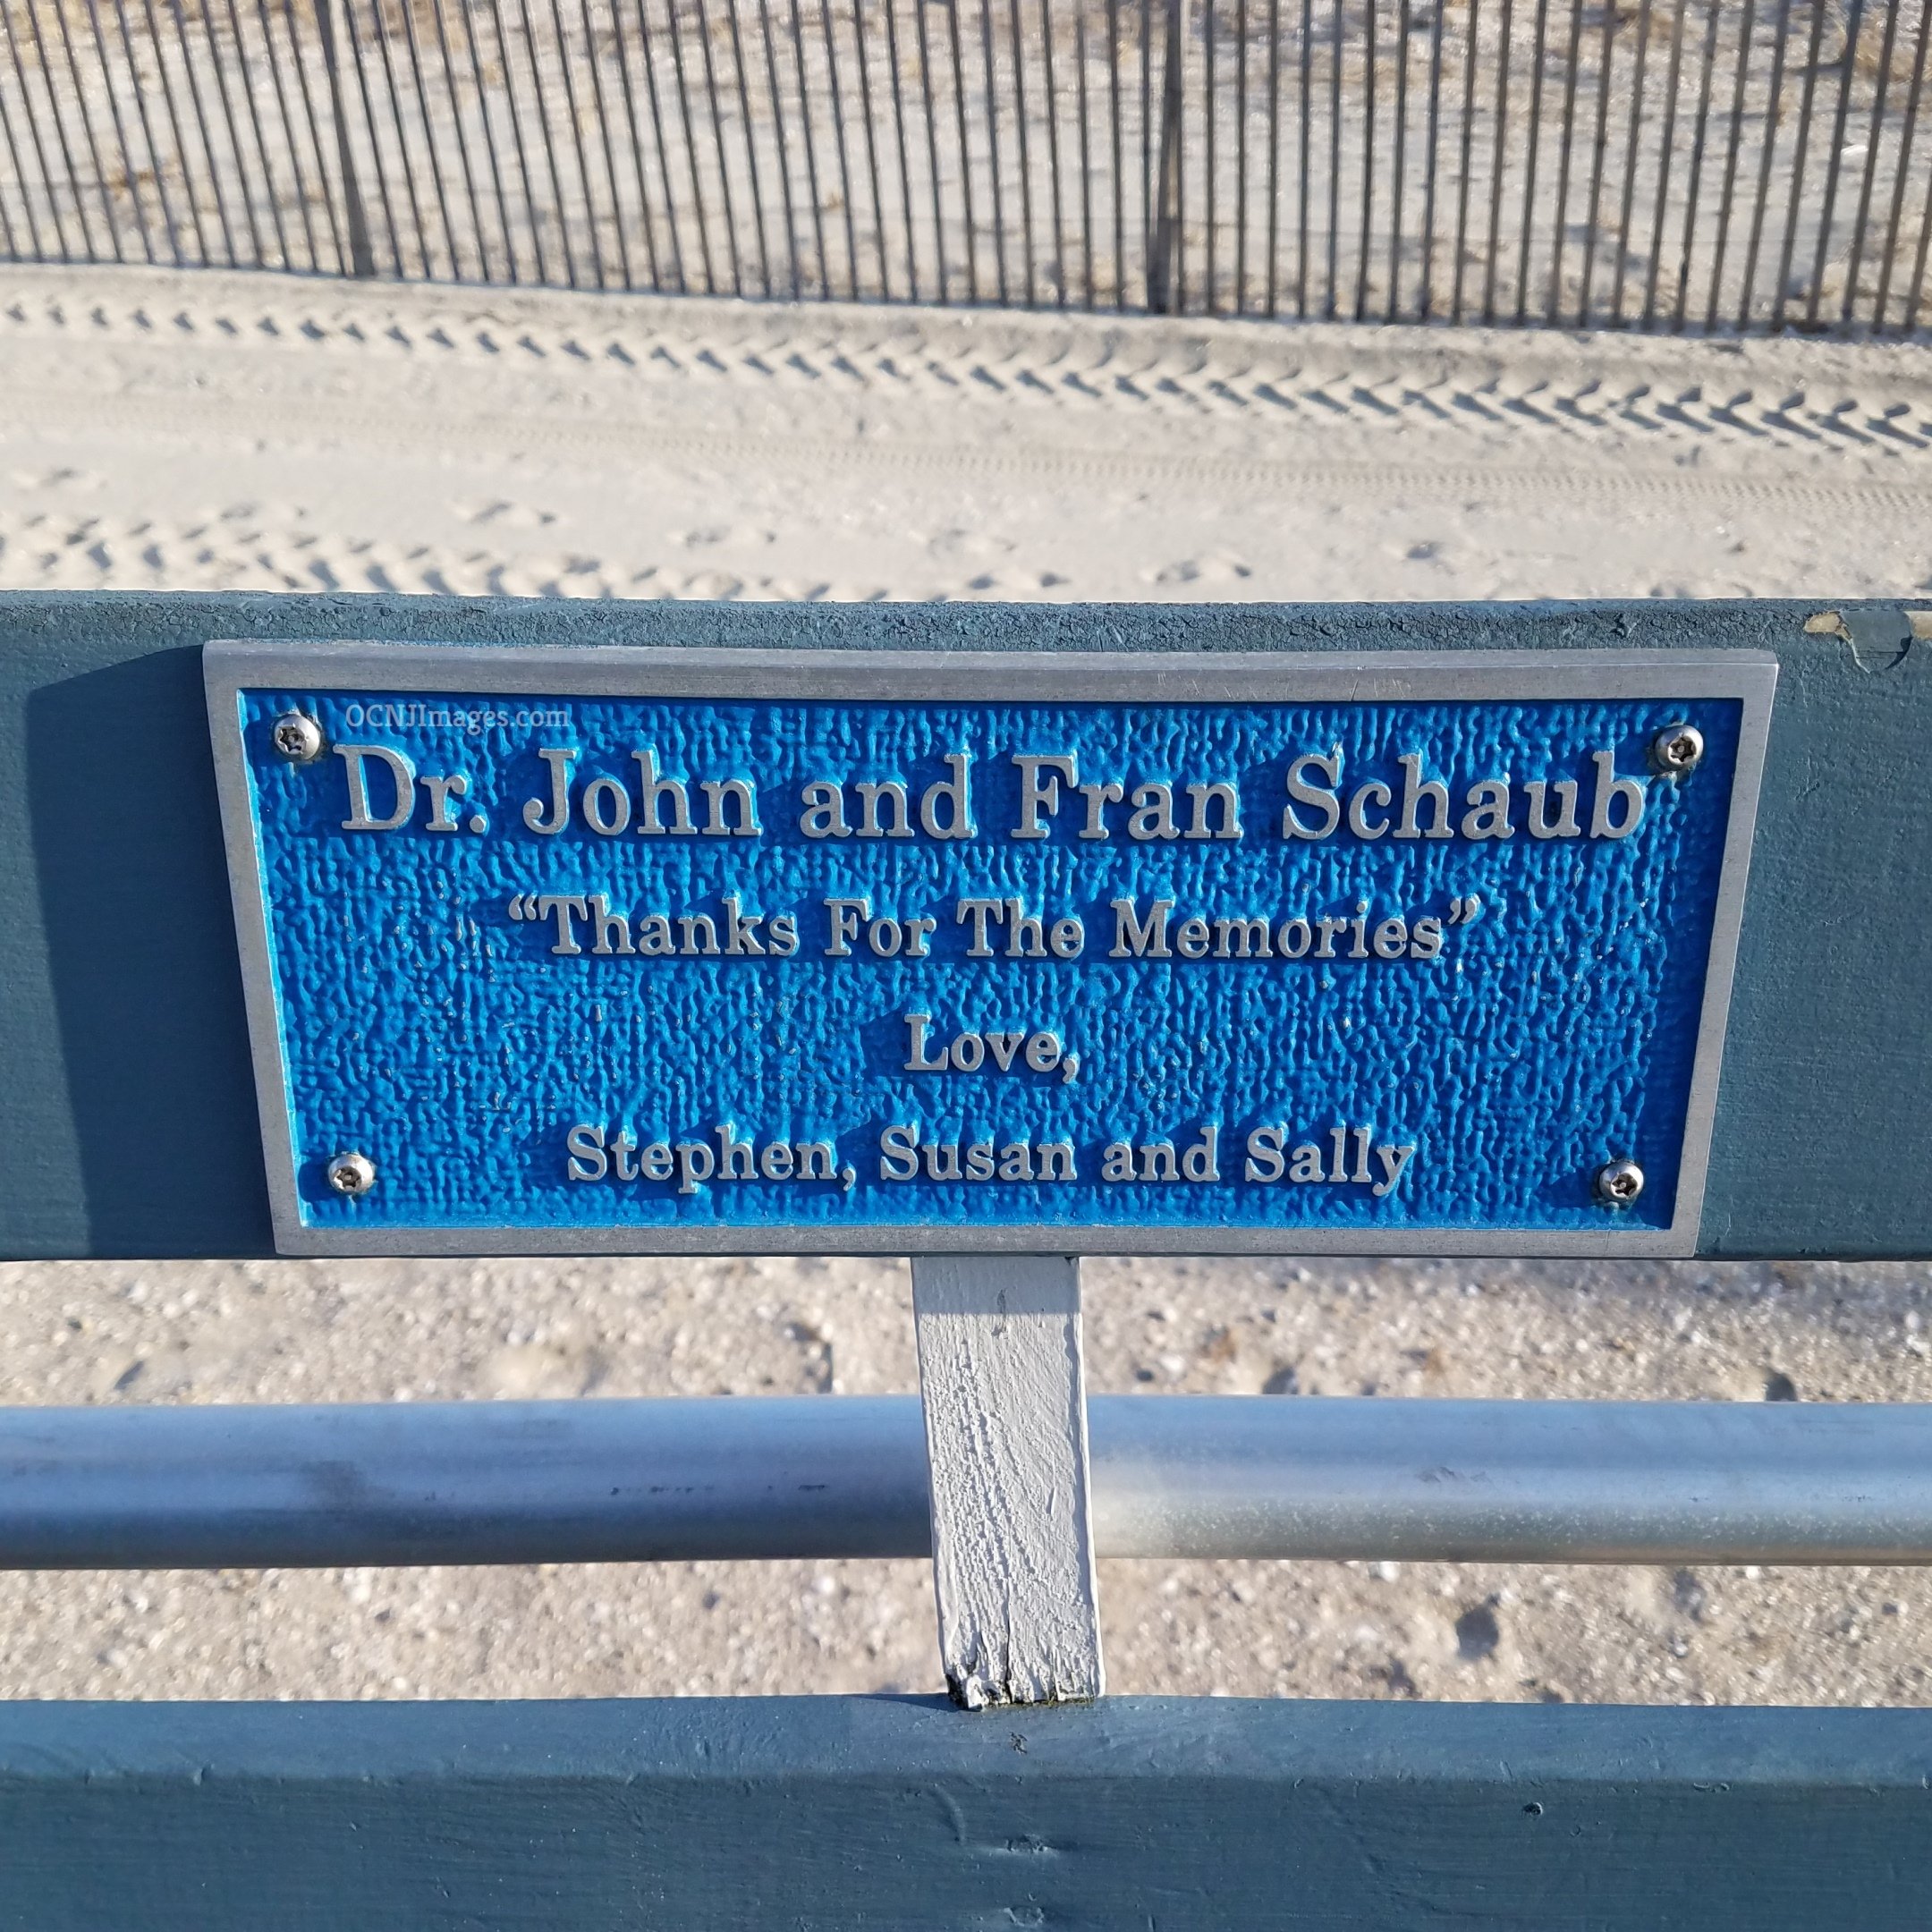 OCNJImages.com
Dr. John and Fran Schaub
“Thanks For The Memories”
Love,
Stephen, Susan and Sally